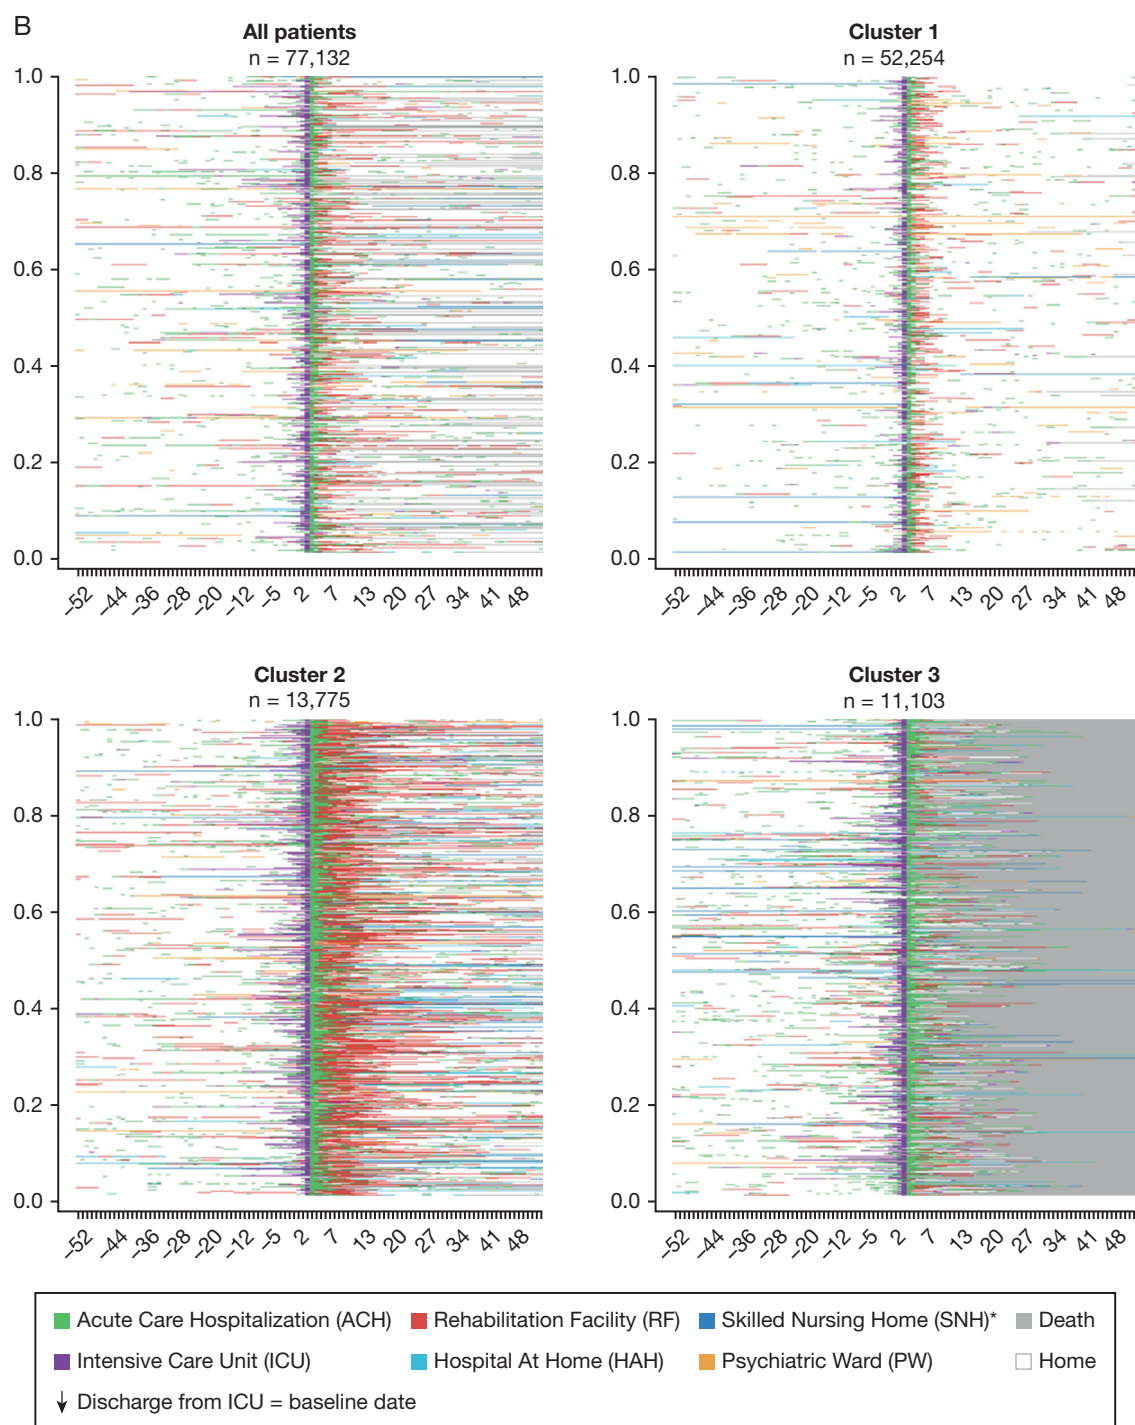 B
All patients
n = 77,132
1.0
0.8
0.6
0.4
0.2
0.0
−52 −44 −36 −28 −20 −12 −5 2 7 13 20 27 34 41 48
Cluster 1
n = 52,254
1.0
0.8
0.6
0.4
0.2
0.0
−52 −44 −36 −28 −20 −12 −5 2 7 13 20 27 34 41 48
Cluster 2
n = 13,775
1.0
0.8
0.6
0.4
0.2
0.0
−52 −44 −36 −28 −20 −12 −5 2 7 13 20 27 34 41 48
Cluster 3
n = 11,103
1.0
0.8
0.6
0.4
0.2
0.0
−52 −44 −36 −28 −20 −12 −5 2 7 13 20 27 34 41 48
Acute Care Hospitalization (ACH) Rehabilitation Facility (RF) Skilled Nursing Home (SNH)* Death
Intensive Care Unit (ICU) Hospital At Home (HAH) Psychiatric Ward (PW) Home
↓ Discharge from ICU = baseline date